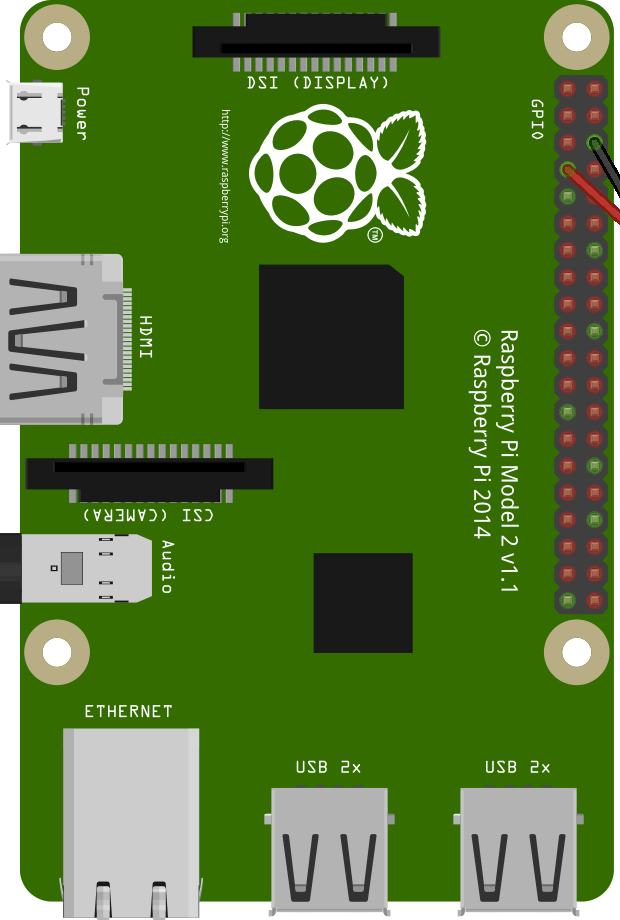 DSI (DISPLAY)
Power
http://www.raspberrypi.org
TM
GPIO
HDMI
Raspberry Pi Model 2 v1.1
© Raspberry Pi 2014
CSI (CAMERA)
Audio
ETHERNET
USB 2x
USB 2x